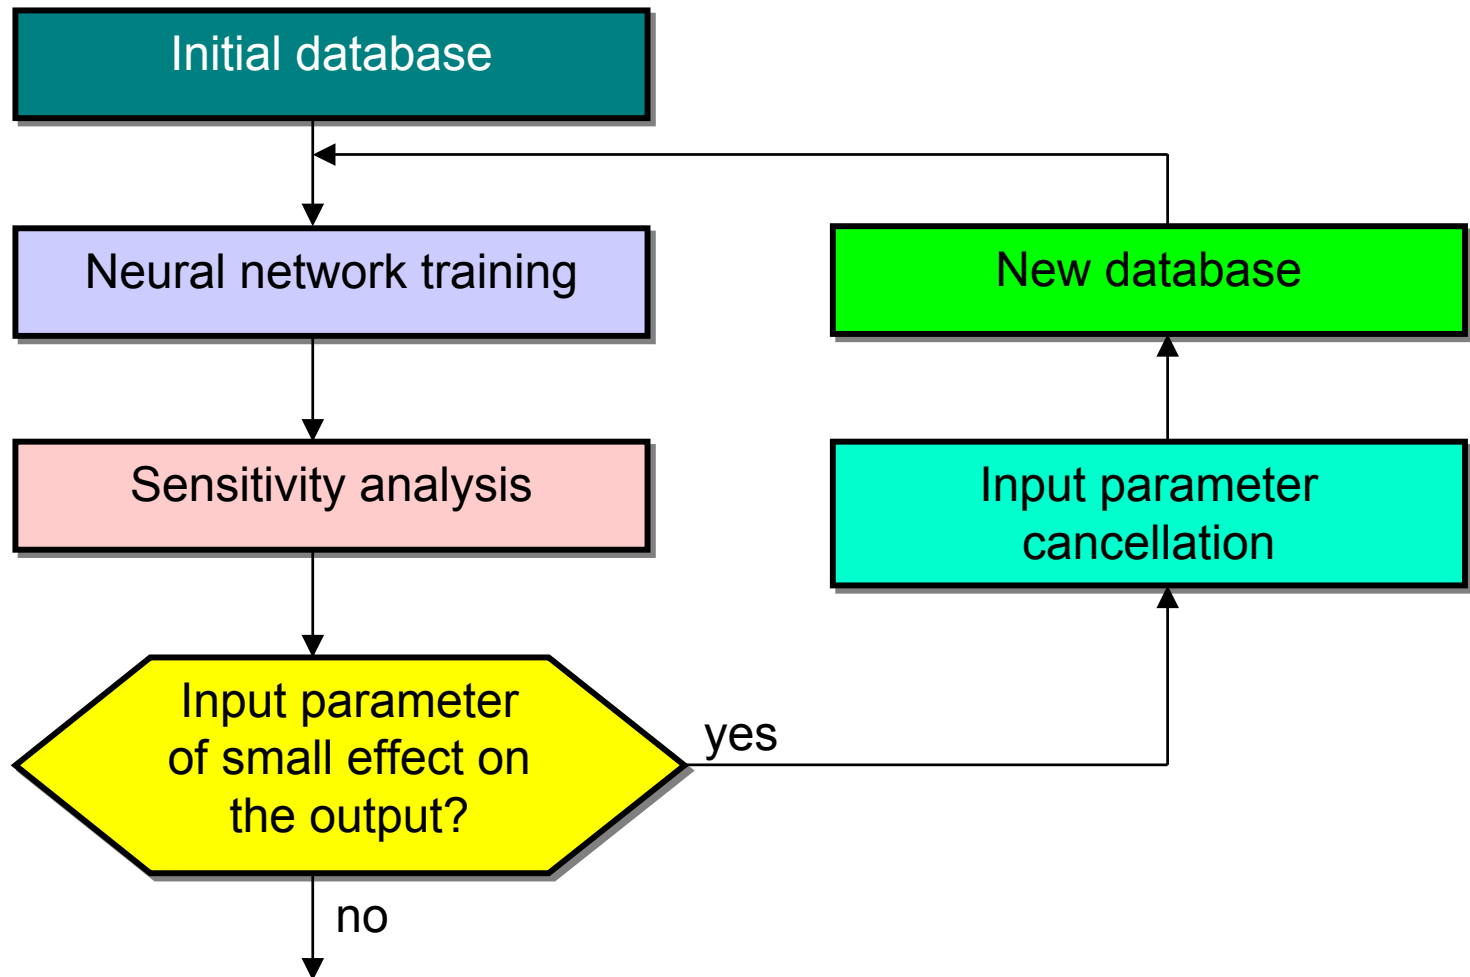 Initial database
Neural network training
New database
Sensitivity analysis
Input parameter
cancellation
Input parameter
of small effect on
the output?
yes
no